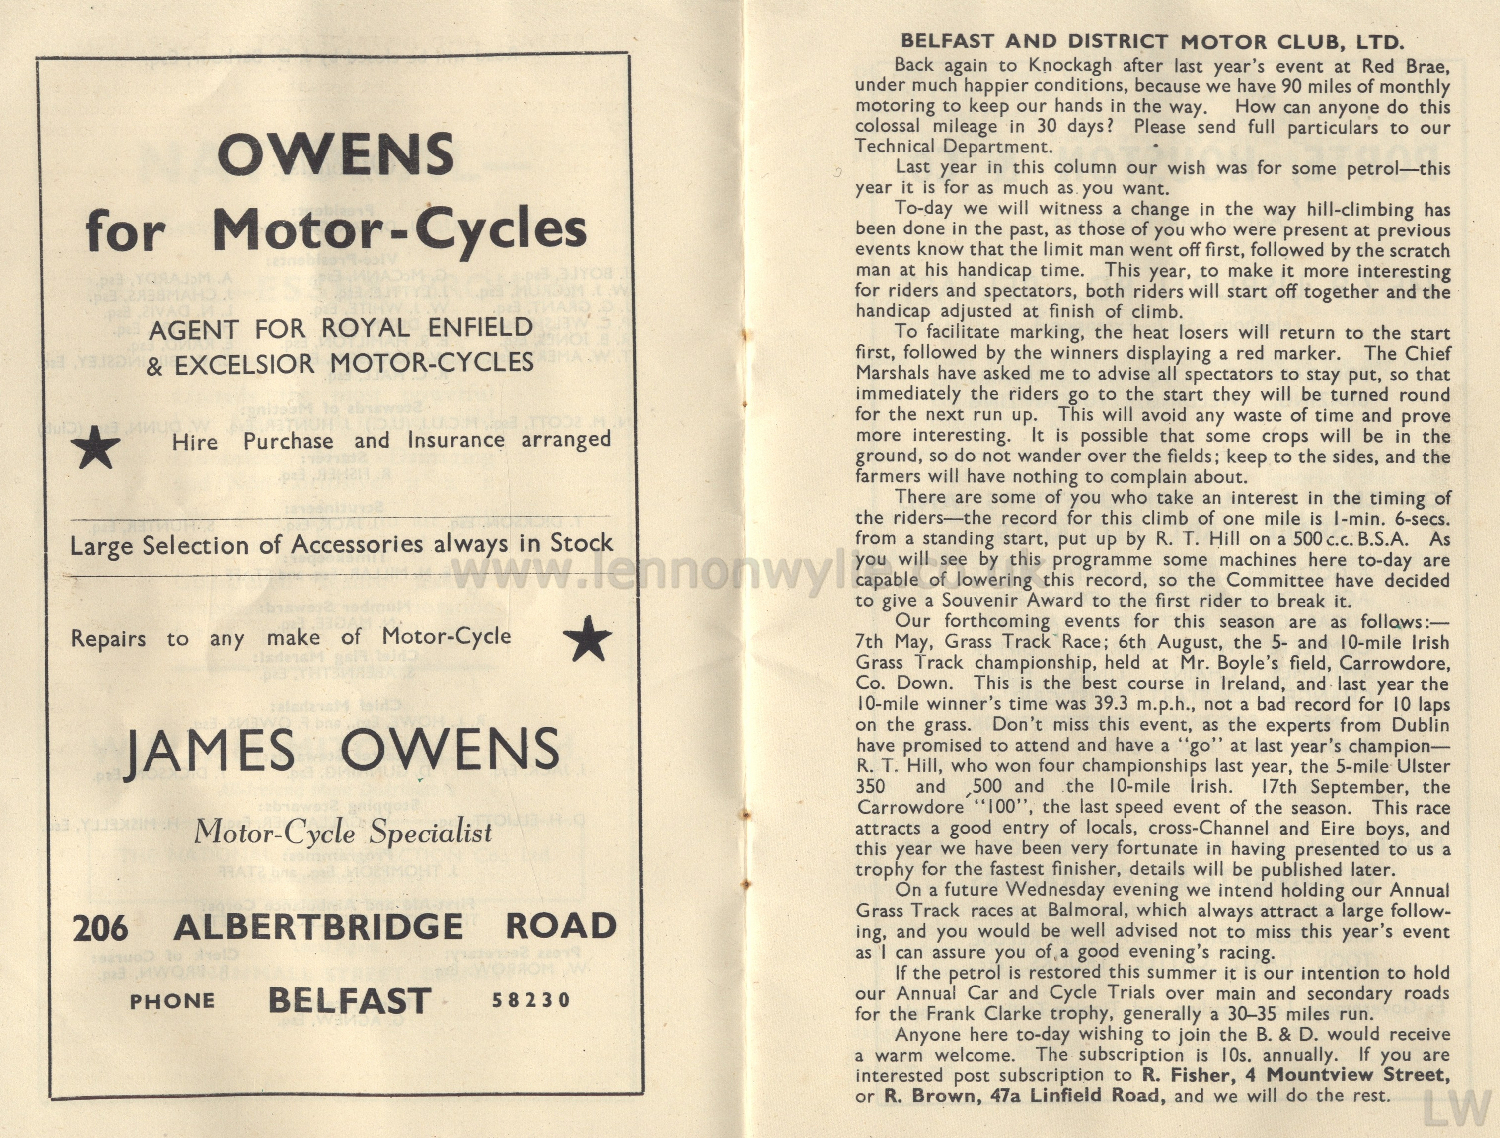 OWENS
for Motor-Cycles
AGENT FOR ROYAL ENFIELD
& EXCELSIOR MOTOR-CYCLES
Hire Purchase and Insurance arranged
Large Selection of Accessories always in Stock
Repairs to any make of Motor-Cycle
JAMES OWENS
Motor-Cycle Specialist
206 ALBERTBRIDGE ROAD
PHONE BELFAST 58230
BELFAST AND DISTRICT MOTOR CLUB, LTD.
Back again to Knockagh after last year's event at Red Brae,
under much happier conditions, because we have 90 miles of monthly
motoring to keep our hands in the way. How can anyone do this
colossal mileage in 30 days? Please send full particulars to our
Technical Department.
Last year in this column our wish was for some petrol—this
year it is for as much as you want.
To-day we will witness a change in the way hill-climbing has
been done in the past, as those of you who were present at previous
events know that the limit man went off first, followed by the scratch
man at his handicap time. This year, to make it more interesting
for riders and spectators, both riders will start off together and the
handicap adjusted at finish of climb.
To facilitate marking, the heat losers will return to the start
first, followed by the winners displaying a red marker. The Chief
Marshals have asked me to advise all spectators to stay put, so that
immediately the riders go to the start they will be turned round
for the next run up. This will avoid any waste of time and prove
more interesting. It is possible that some crops will be in the
ground, so do not wander over the fields; keep to the sides, and the
farmers will have nothing to complain about.
There are some of you who take an interest in the timing of
the riders—the record for this climb of one mile is 1-min. 6-secs.
from a standing start, put up by R. T. Hill on a 500 c.c. B.S.A. As
you will see by this programme some machines here to-day are
capable of lowering this record, so the Committee have decided
to give a Souvenir Award to the first rider to break it.
Our forthcoming events for this season are as follows:—
7th May, Grass Track Race; 6th August, the 5- and 10-mile Irish
Grass Track championship, held at Mr. Boyle's field, Carrowdore,
Co. Down. This is the best course in Ireland, and last year the
10-mile winner's time was 39.3 m.p.h., not a bad record for 10 laps
on the grass. Don't miss this event, as the experts from Dublin
have promised to attend and have a "go" at last year's champion—
R. T. Hill, who won four championships last year, the 5-mile Ulster
350 and 500 and the 10-mile Irish. 17th September, the
Carrowdore "100", the last speed event of the season. This race
attracts a good entry of locals, cross-Channel and Eire boys, and
this year we have been very fortunate in having presented to us a
trophy for the fastest finisher, details will be published later.
On a future Wednesday evening we intend holding our Annual
Grass Track races at Balmoral, which always attract a large follow-
ing, and you would be well advised not to miss this year's event
as I can assure you of a good evening's racing.
If the petrol is restored this summer it is our intention to hold
our Annual Car and Cycle Trials over main and secondary roads
for the Frank Clarke trophy, generally a 30–35 miles run.
Anyone here to-day wishing to join the B. & D. would receive
a warm welcome. The subscription is 10s. annually. If you are
interested post subscription to R. Fisher, 4 Mountview Street,
or R. Brown, 47a Linfield Road, and we will do the rest.
www.lennonwylie.co.uk
LW